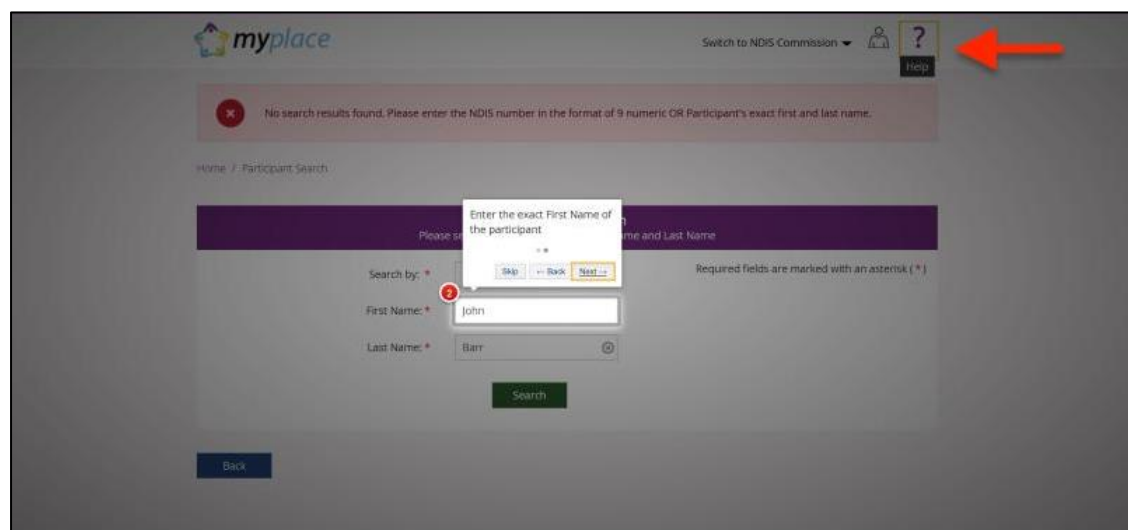 myplace
Switch to NDIS Commission
?
Help
No search results found. Please enter the NDIS number in the format of 9 numeric OR Participant's exact first and last name.
Home / Participant Search
Enter the exact First Name of
the participant
Please me and Last Name
Skip ← Back Next →
Search by: *
Required fields are marked with an asterisk (*)
2
First Name: * John
Last Name: * Barr
Search
Back